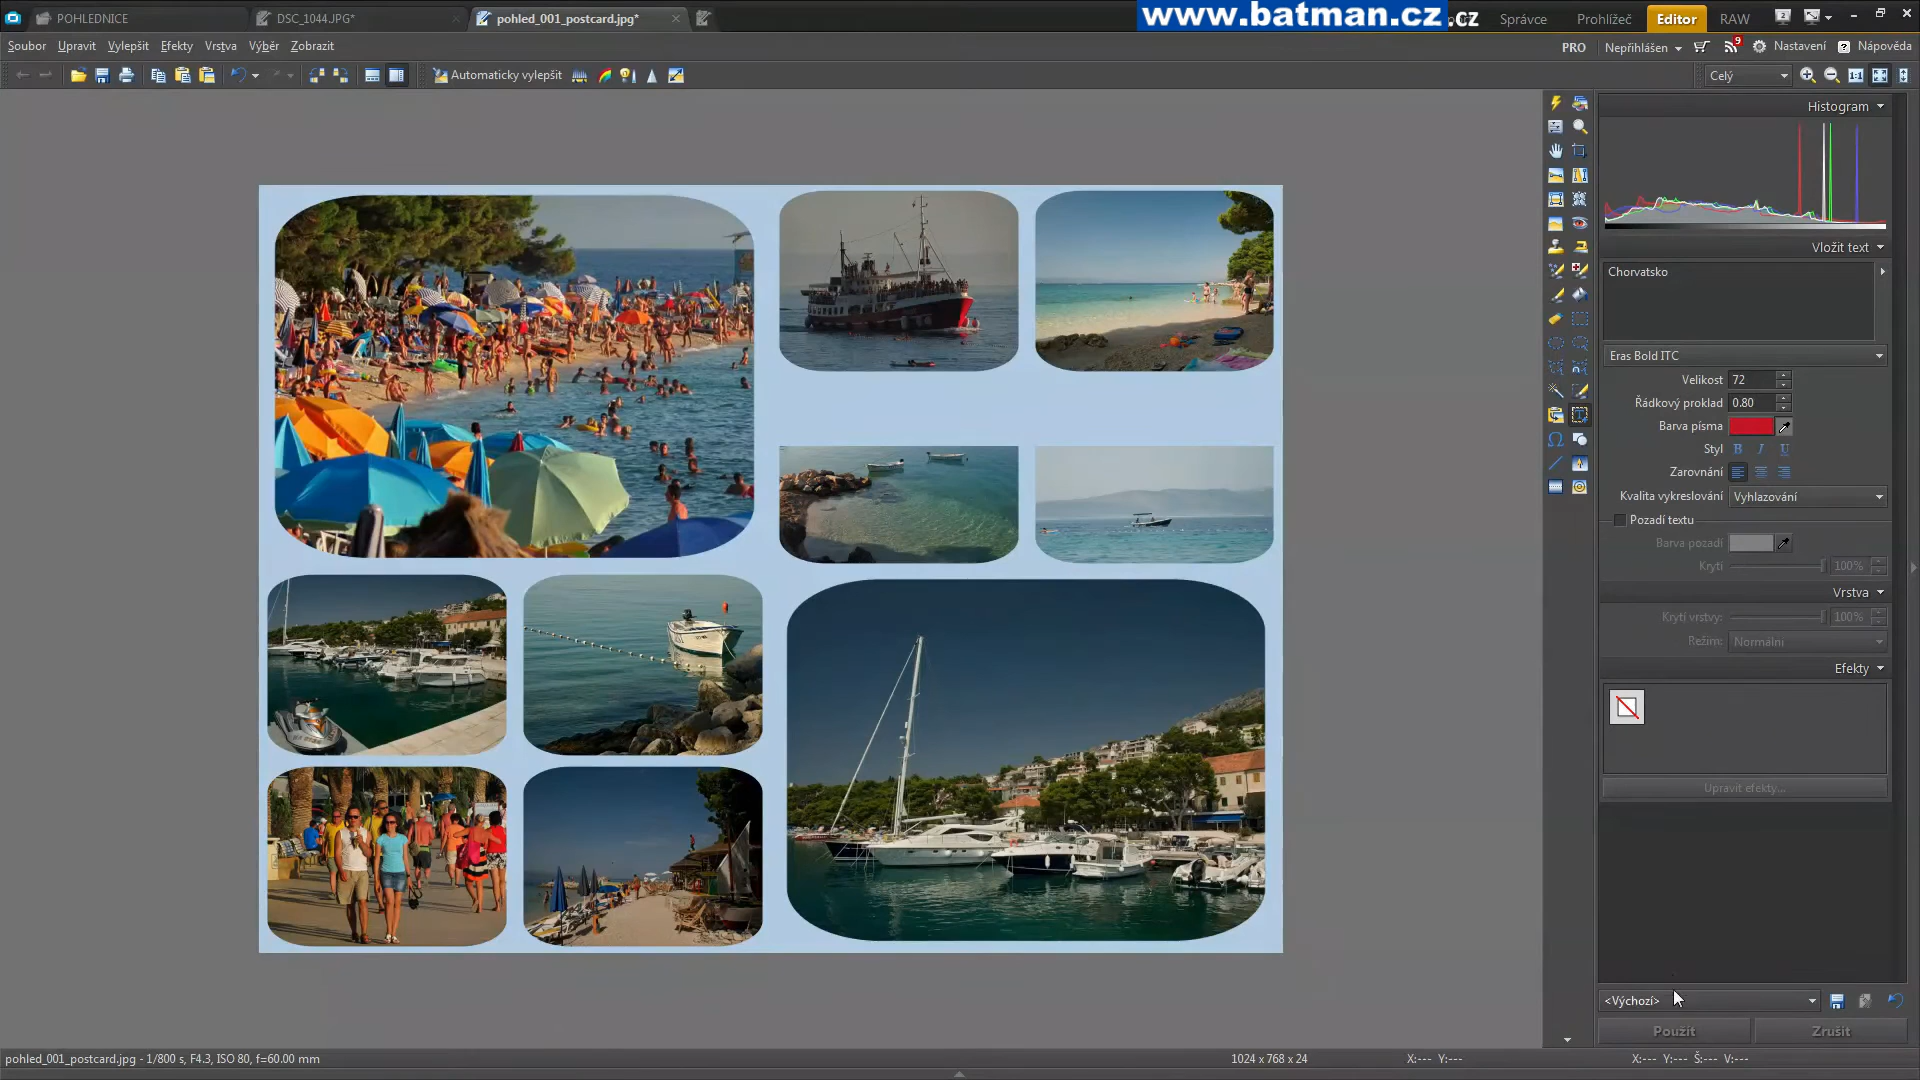 www.batman.cz .cz
POHLEDNICE
DSC_1044.JPG*
pohled_001_postcard.jpg*
Správce
Prohlížeč
Editor
RAW
Soubor
Upravit
Vylepšit
Efekty
Vrstva
Výběr
Zobrazit
PRO
Nepřihlášen
9
Nastavení
Nápověda
Automaticky vylepšit
Celý
1:1
Histogram
Vložit text
Chorvatsko
Eras Bold ITC
Velikost 72
Řádkový proklad 0.80
Barva písma
Styl B I U
Zarovnání
Kvalita vykreslování Vyhlazování
Pozadí textu
Barva pozadí
Krytí 100%
Vrstva
Krytí vrstvy: 100%
Režim: Normální
Efekty
Upravit efekty...
<Výchozí>
Použít
Zrušit
pohled_001_postcard.jpg - 1/800 s, F4.3, ISO 80, f=60.00 mm
1024 x 768 x 24
X:--- Y:---
X:--- Y:--- Š:--- V:---